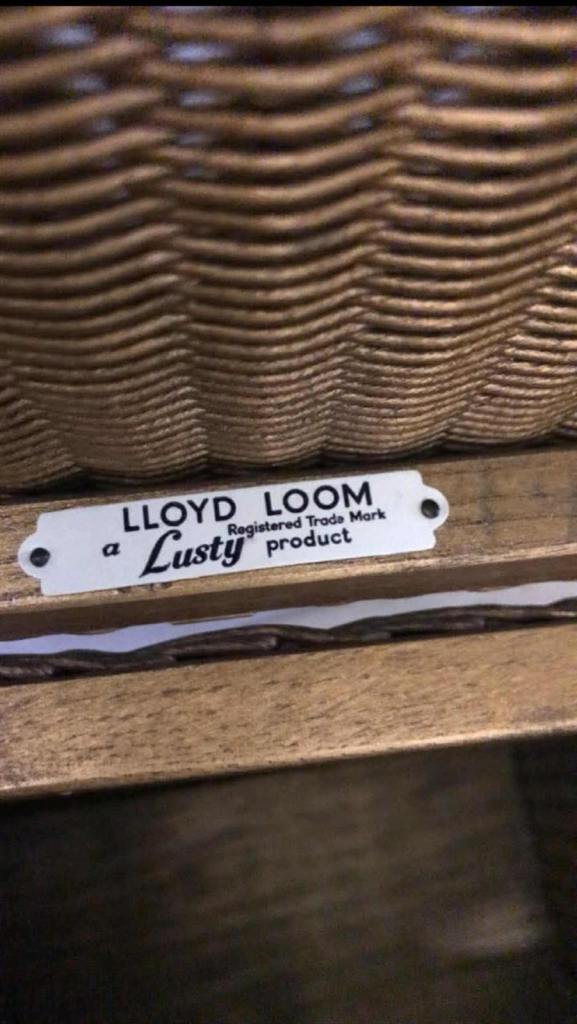 LLOYD LOOM
Registered Trade Mark
a Lusty product